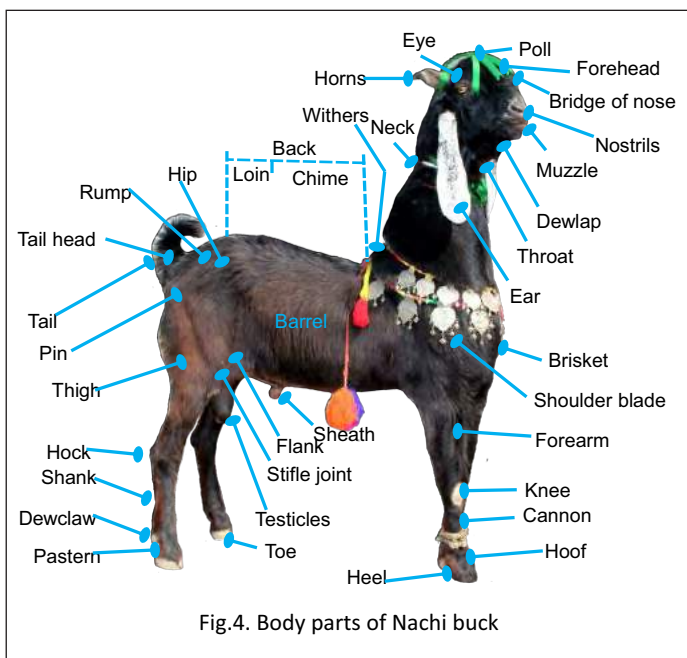 Eye
Poll
Forehead
Horns
Bridge of nose
Withers
Neck
Nostrils
Back
Muzzle
Hip
Loin
Chime
Rump
Dewlap
Tail head
Throat
Tail
Ear
Pin
Barrel
Brisket
Thigh
Shoulder blade
Flank
Sheath
Forearm
Hock
Stifle joint
Shank
Knee
Dewclaw
Testicles
Cannon
Pastern
Toe
Hoof
Heel
Fig.4. Body parts of Nachi buck